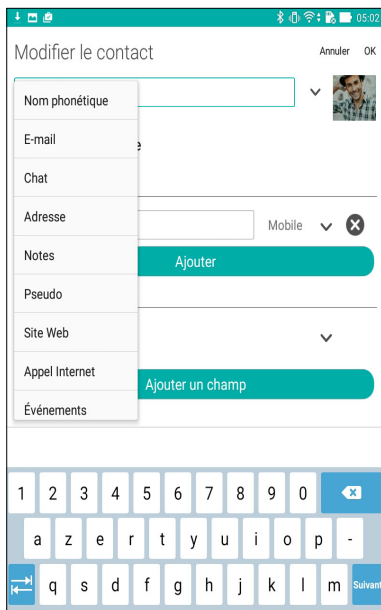 05:02
Modifier le contact Annuler OK
Nom phonétique
E-mail
e
Chat
Adresse
Mobile
Notes
Ajouter
Pseudo
Site Web
Appel Internet
Ajouter un champ
Événements
1 2 3 4 5 6 7 8 9 0
a z e r t y u i o p -
q s d f g h j k l m Suivant